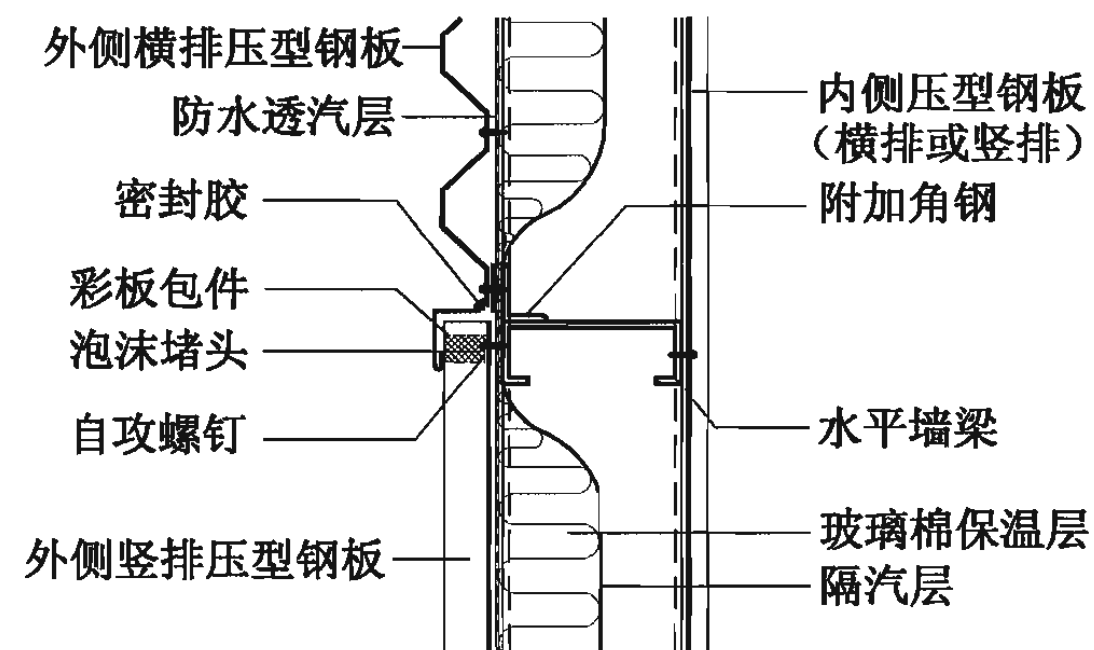 外侧横排压型钢板
防水透汽层
密封胶
彩板包件
泡沫堵头
自攻螺钉
外侧竖排压型钢板
内侧压型钢板
（横排或竖排）
附加角钢
水平墙梁
玻璃棉保温层
隔汽层